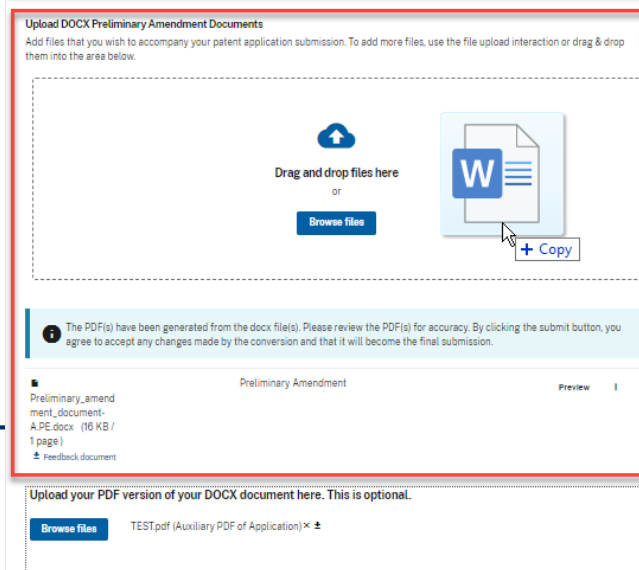 Upload DOCX Preliminary Amendment Documents
Add files that you wish to accompany your patent application submission. To add more files, use the file upload interaction or drag & drop
them into the area below.
Drag and drop files here
or
Browse files
W
+ Copy
The PDF(s) have been generated from the docx file(s). Please review the PDF(s) for accuracy. By clicking the submit button, you
agree to accept any changes made by the conversion and that it will become the final submission.
Preliminary_amend
ment_document-
A.PE.docx (16 KB /
1 page )
Preliminary Amendment
Preview
Feedback document
Upload your PDF version of your DOCX document here. This is optional.
Browse files
TEST.pdf (Auxiliary PDF of Application) ×